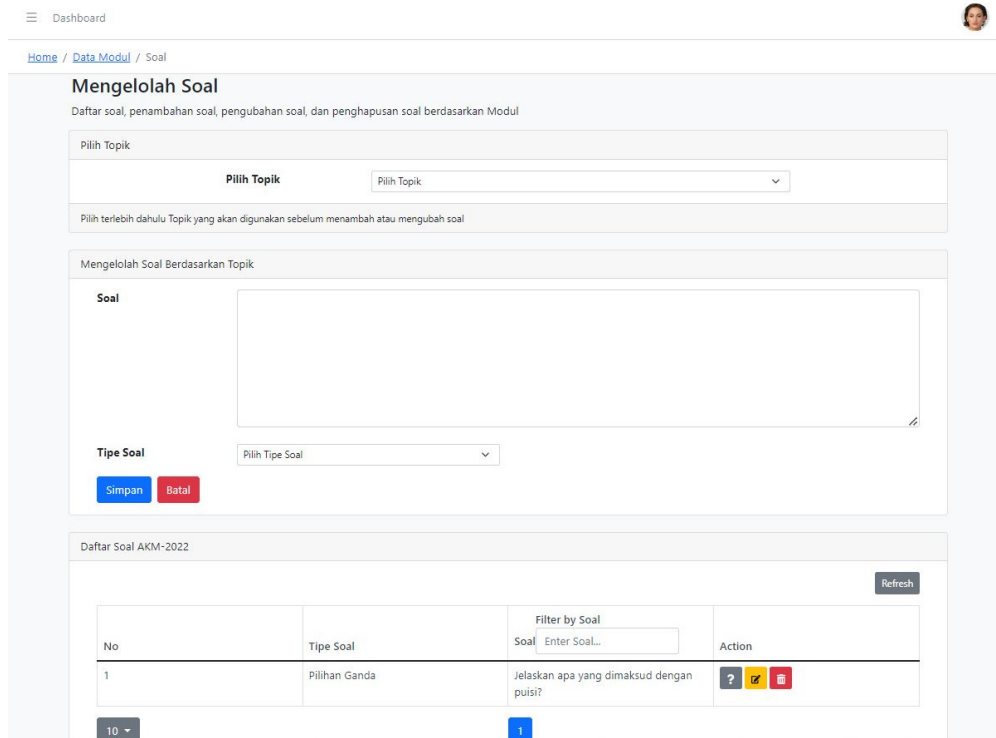 Dashboard
Home / Data Modul / Soal
Mengelolah Soal
Daftar soal, penambahan soal, pengubahan soal, dan penghapusan soal berdasarkan Modul
Pilih Topik
Pilih Topik Pilih Topik
Pilih terlebih dahulu Topik yang akan digunakan sebelum menambah atau mengubah soal
Mengelolah Soal Berdasarkan Topik
Soal
Tipe Soal Pilih Tipe Soal
Simpan Batal
Daftar Soal AKM-2022
Refresh
Filter by Soal
No Tipe Soal Soal Enter Soal... Action
1 Pilihan Ganda Jelaskan apa yang dimaksud dengan
puisi?
?
10 1